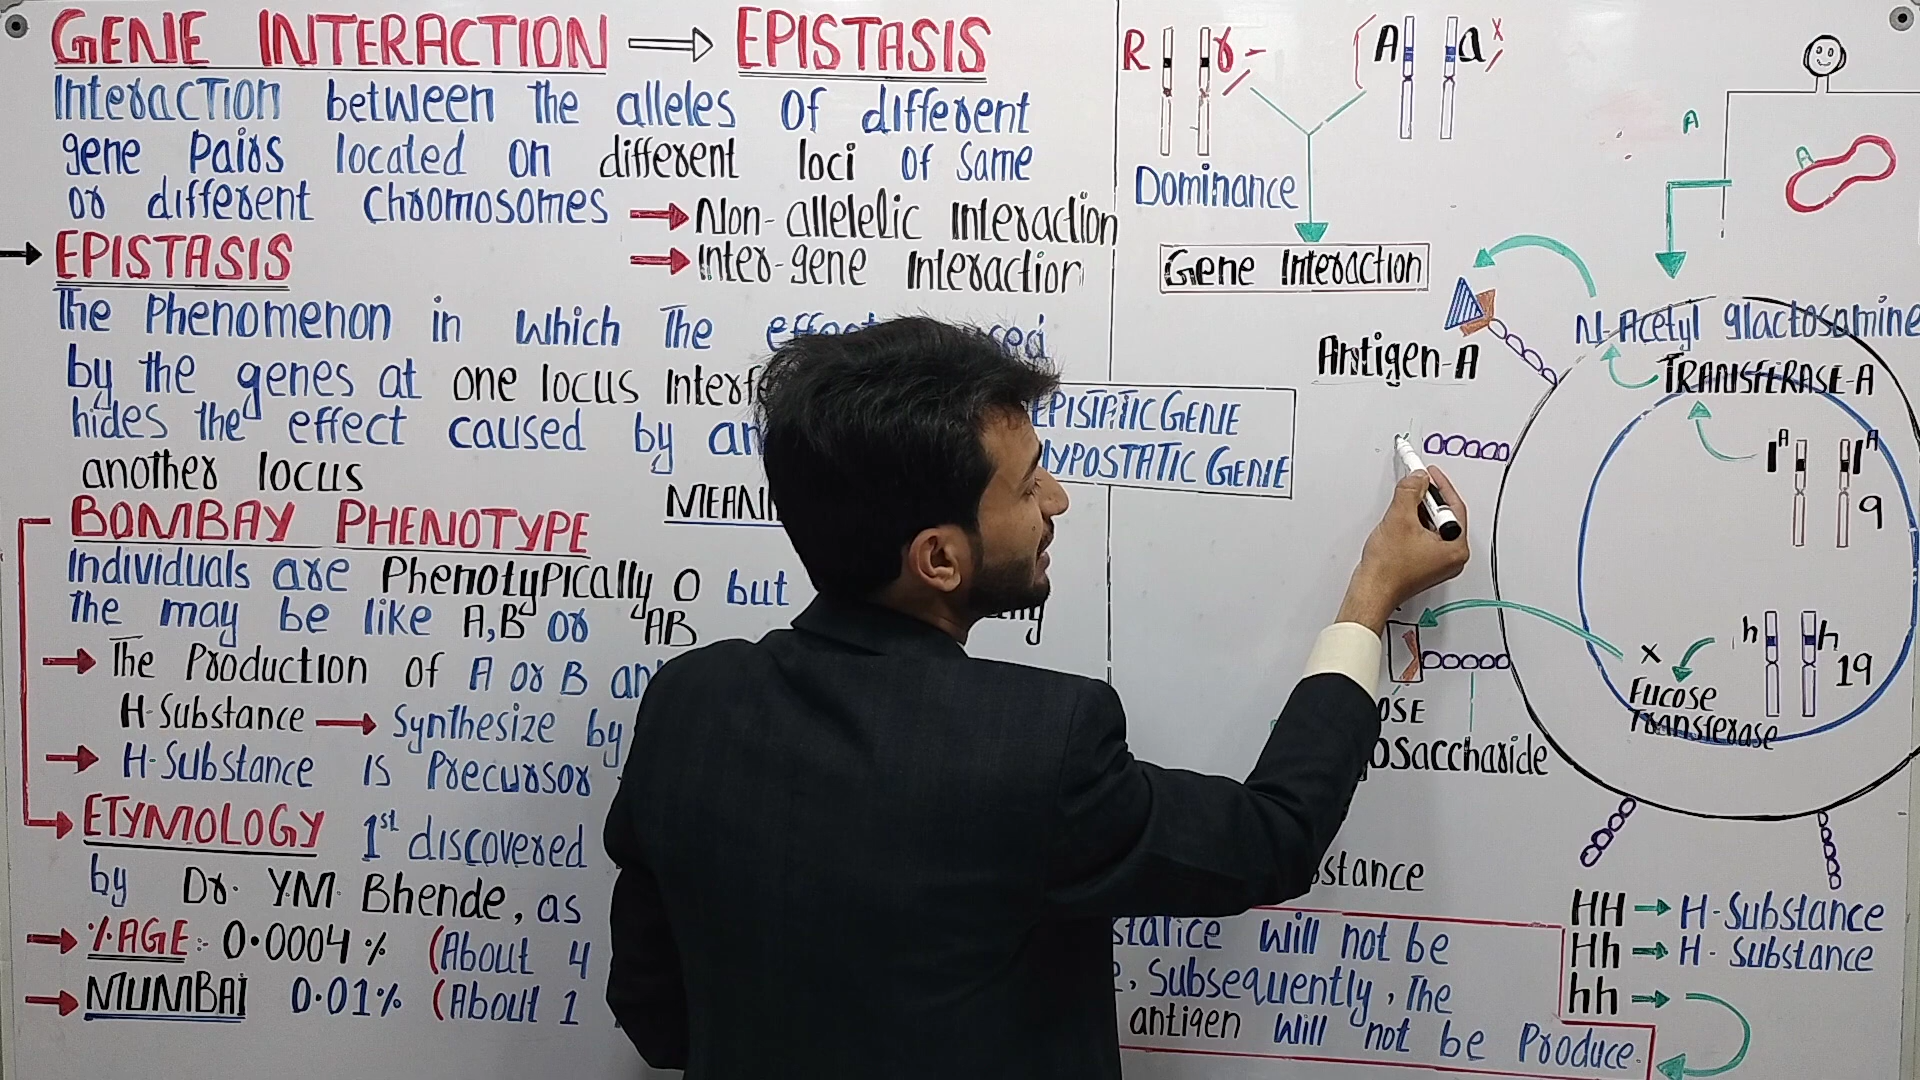 GENE INTERACTION → EPISTASIS
Interaction between the alleles of different
gene pairs located on different loci of same
or different chromosomes → Non-allelelic interaction
→ Inter-gene interaction
→ EPISTASIS
The phenomenon in which the
by the genes at one locus
hides the effect caused by
another locus
BOMBAY PHENOTYPE
Individuals are phenotypically O but
the may be like A,B or AB
→ The production of A or B
H-Substance → Synthesize by
→ H-Substance is precursor
→ ETYMOLOGY 1st discovered
by Dr. Y.M. Bhende, as
→ %AGE:- 0.0004% (About 4
→ MUMBAI 0.01% (About 1
EPISTATIC GENE
HYPOSTATIC GENE
R r
A a x
Dominance
Gene Interaction
A
A
N-Acetyl glactosamine
Antigen-A
TRANSFERASE-A
Iᴬ Iᴬ
9
h h
19
x
Fucose
Transferase
HH → H-Substance
Hh → H-Substance
hh →
will not be
, Subsequently, the
antigen will not be produce.